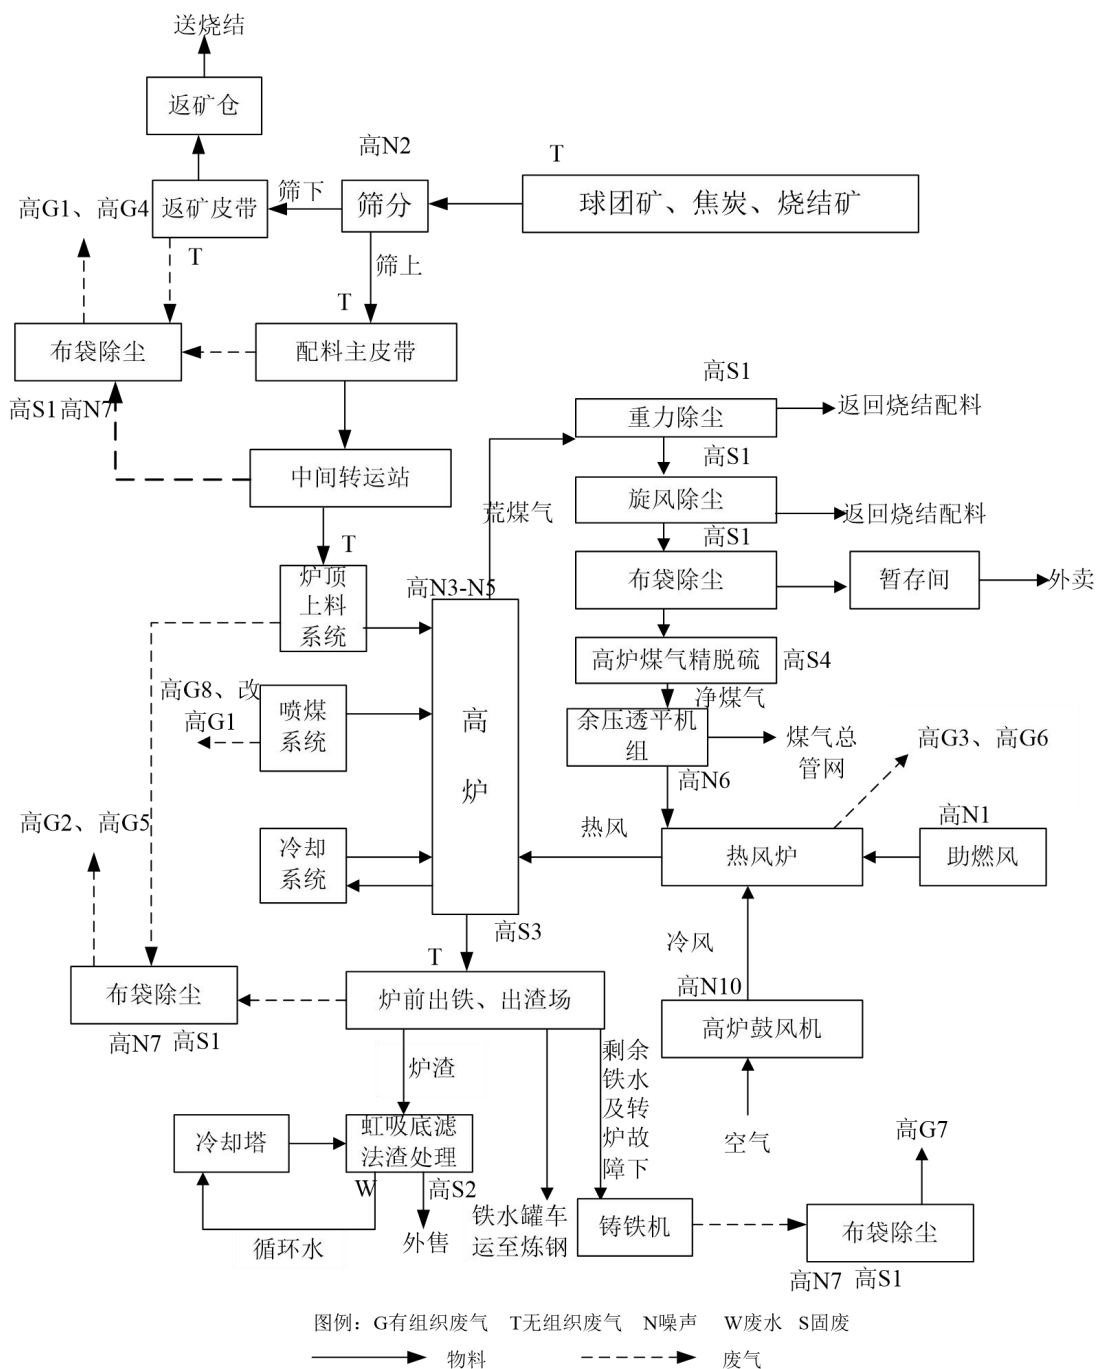 送烧结
返矿仓
高N2
T
高G1、高G4
返矿皮带
筛下
筛分
球团矿、焦炭、烧结矿
T
筛上
T
布袋除尘
配料主皮带
高S1高N7
高S1
重力除尘
返回烧结配料
高S1
中间转运站
荒煤气
旋风除尘
返回烧结配料
高S1
T
炉顶
上料
系统
高N3-N5
布袋除尘
暂存间
外卖
高炉煤气精脱硫
高S4
高G8、改
高G1
喷煤
系统
高
炉
净煤气
余压透平机
组
煤气总
管网
高G3、高G6
高N6
高G2、高G5
冷却
系统
热风
热风炉
高N1
助燃风
高S3
冷风
T
布袋除尘
炉前出铁、出渣场
高N10
高炉鼓风机
高N7
高S1
炉渣
剩余
铁水
及转
炉故
障下
冷却塔
虹吸底滤
法渣处理
空气
高G7
W
高S2
循环水
外售
铁水罐车
运至炼钢
铸铁机
布袋除尘
高N7
高S1
图例：G有组织废气 T无组织废气 N噪声 W废水 S固废
物料
废气